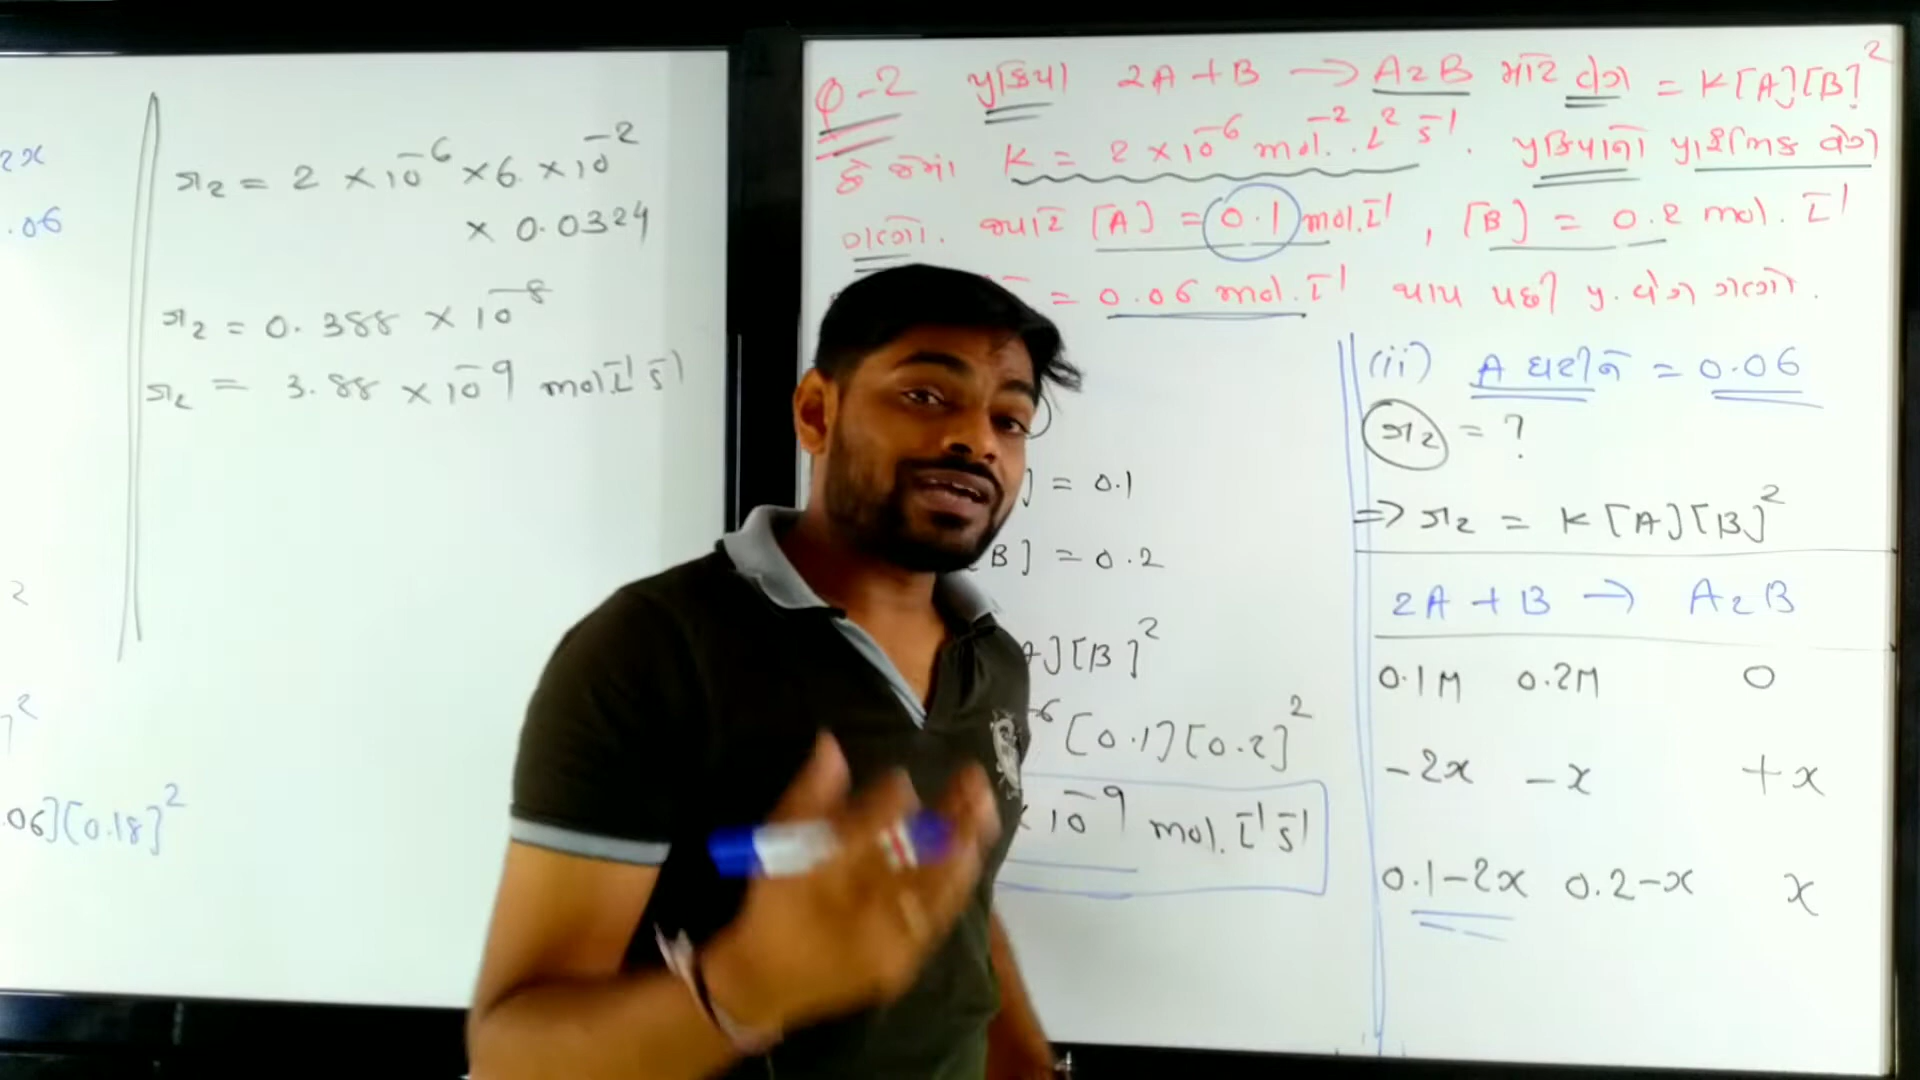 2x
.06
2
]²
06][0.18]²
r₂ = 2 × 10⁻⁶ × 6 × 10⁻²
× 0.0324
r₂ = 0.388 × 10⁻⁸
r₂ = 3.88 × 10⁻⁹ mol.L⁻¹ s⁻¹
Q-2 પ્રક્રિયા 2A + B → A₂B માટે વેગ = K[A][B]²
છે જેમાં K = 2 × 10⁻⁶ mol.⁻² . L² s⁻¹. પ્રક્રિયાનો પ્રારંભિક વેગ
ગણો. જ્યારે [A] = 0.1 mol.L⁻¹, [B] = 0.2 mol. L⁻¹
= 0.06 mol.L⁻¹ થાય પછી પ્ર. વેગ ગણો.
] = 0.1
B] = 0.2
A][B]²
⁻⁶ [0.1][0.2]²
× 10⁻⁹ mol. L⁻¹ s⁻¹
(ii) A ઘટીને = 0.06
r₂ = ?
=> r₂ = K[A][B]²
2A + B → A₂B
0.1M 0.2M 0
-2x -x +x
0.1-2x 0.2-x x